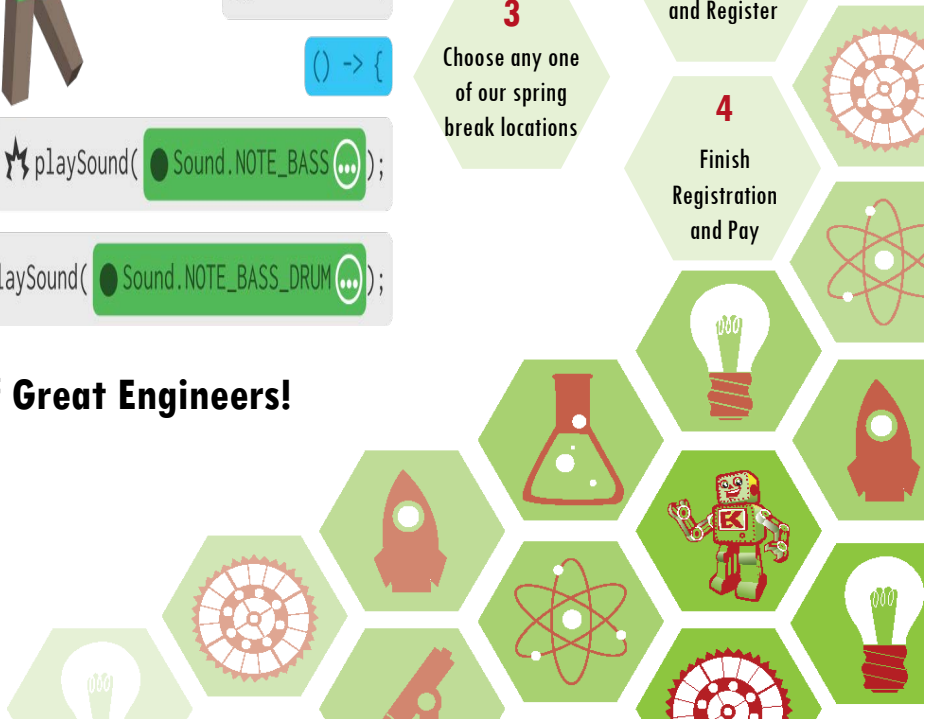 () -> {
playSound( Sound.NOTE_BASS );
laySound( Sound.NOTE_BASS_DRUM );
Great Engineers!
3
Choose any one
of our spring
break locations
and Register
4
Finish
Registration
and Pay
EK